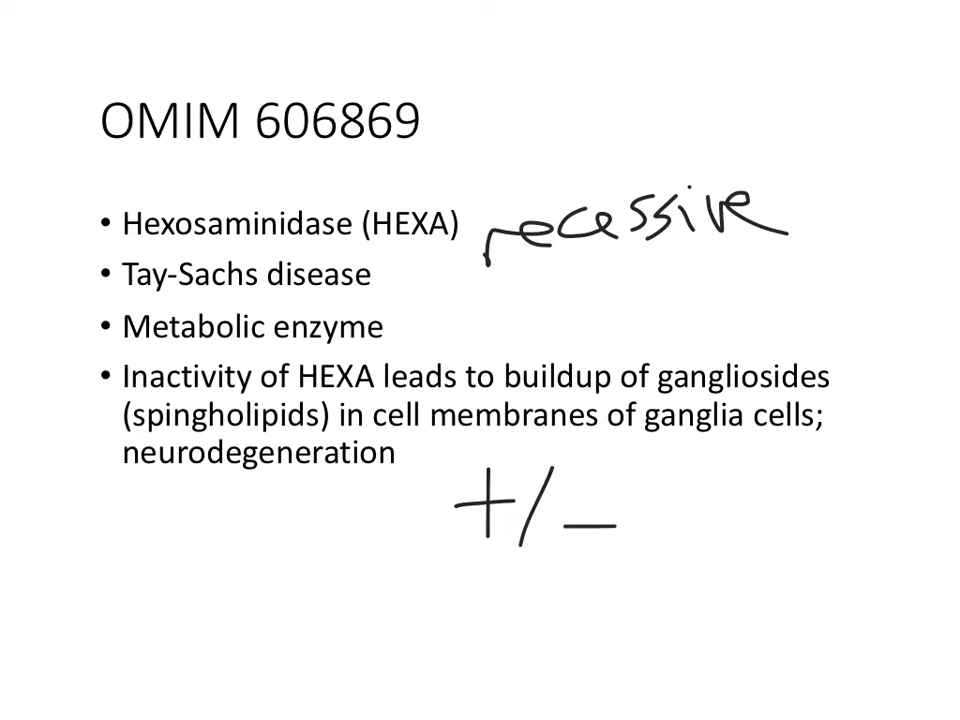 OMIM 606869
• Hexosaminidase (HEXA) recessive
• Tay-Sachs disease
• Metabolic enzyme
• Inactivity of HEXA leads to buildup of gangliosides
(spingholipids) in cell membranes of ganglia cells;
neurodegeneration
+/−